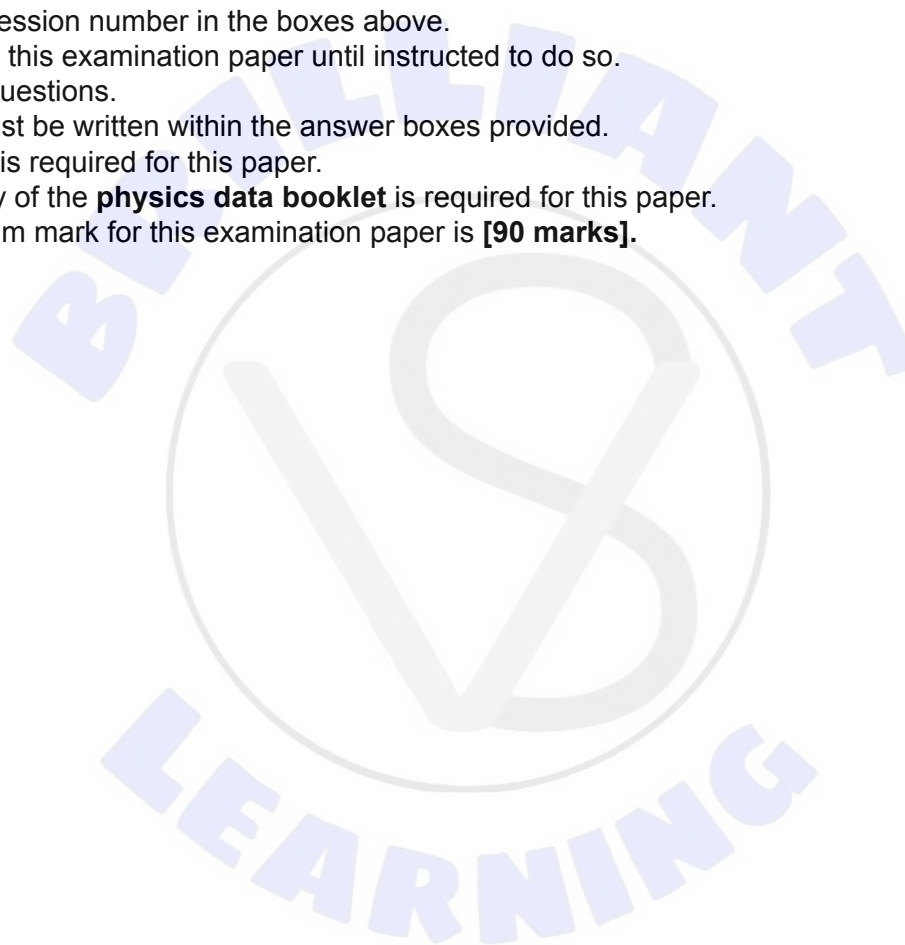 ession number in the boxes above.
this examination paper until instructed to do so.
uestions.
st be written within the answer boxes provided.
is required for this paper.
y of the physics data booklet is required for this paper.
m mark for this examination paper is [90 marks].
BRILLIANT
VS
LEARNING